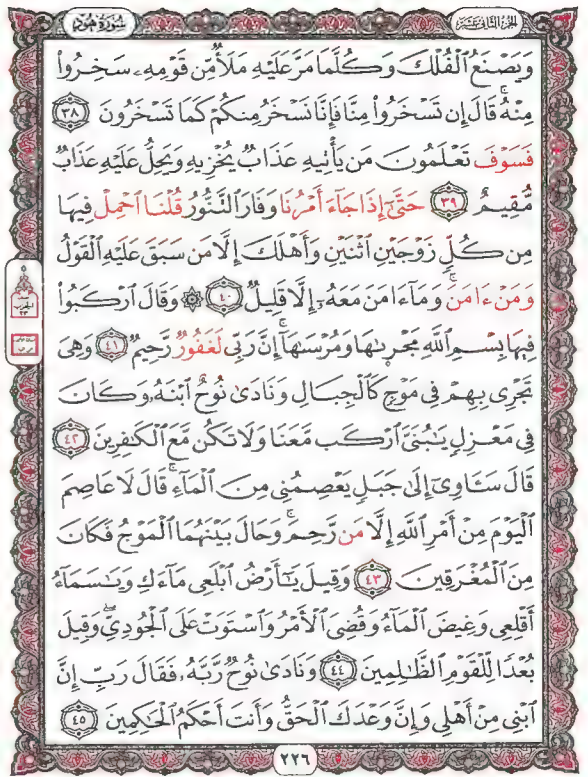 الجزء الثاني عشر
سورة هود
وَيَصْنَعُ ٱلْفُلْكَ وَكُلَّمَا مَرَّ عَلَيْهِ مَلَأٌ مِّن قَوْمِهِۦ سَخِرُوا۟
مِنْهُ ۚ قَالَ إِن تَسْخَرُوا۟ مِنَّا فَإِنَّا نَسْخَرُ مِنكُمْ كَمَا تَسْخَرُونَ ٣٨
فَسَوْفَ تَعْلَمُونَ مَن يَأْتِيهِ عَذَابٌ يُخْزِيهِ وَيَحِلُّ عَلَيْهِ عَذَابٌ
مُّقِيمٌ ٣٩ حَتَّىٰٓ إِذَا جَآءَ أَمْرُنَا وَفَارَ ٱلتَّنُّورُ قُلْنَا ٱحْمِلْ فِيهَا
مِن كُلٍّ زَوْجَيْنِ ٱثْنَيْنِ وَأَهْلَكَ إِلَّا مَن سَبَقَ عَلَيْهِ ٱلْقَوْلُ
وَمَنْ ءَامَنَ ۚ وَمَآ ءَامَنَ مَعَهُۥٓ إِلَّا قَلِيلٌ ٤٠ ۞ وَقَالَ ٱرْكَبُوا۟
فِيهَا بِسْمِ ٱللَّهِ مَجْر۪ىٰهَا وَمُرْسَىٰهَآ ۚ إِنَّ رَبِّى لَغَفُورٌ رَّحِيمٌ ٤١ وَهِىَ
تَجْرِى بِهِمْ فِى مَوْجٍ كَٱلْجِبَالِ وَنَادَىٰ نُوحٌ ٱبْنَهُۥ وَكَانَ
فِى مَعْزِلٍ يَٰبُنَىَّ ٱرْكَب مَّعَنَا وَلَا تَكُن مَّعَ ٱلْكَٰفِرِينَ ٤٢
قَالَ سَـَٔاوِىٓ إِلَىٰ جَبَلٍ يَعْصِمُنِى مِنَ ٱلْمَآءِ ۚ قَالَ لَا عَاصِمَ
ٱلْيَوْمَ مِنْ أَمْرِ ٱللَّهِ إِلَّا مَن رَّحِمَ ۚ وَحَالَ بَيْنَهُمَا ٱلْمَوْجُ فَكَانَ
مِنَ ٱلْمُغْرَقِينَ ٤٣ وَقِيلَ يَٰٓأَرْضُ ٱبْلَعِى مَآءَكِ وَيَٰسَمَآءُ
أَقْلِعِى وَغِيضَ ٱلْمَآءُ وَقُضِىَ ٱلْأَمْرُ وَٱسْتَوَتْ عَلَى ٱلْجُودِىِّ ۖ وَقِيلَ
بُعْدًا لِّلْقَوْمِ ٱلظَّٰلِمِينَ ٤٤ وَنَادَىٰ نُوحٌ رَّبَّهُۥ فَقَالَ رَبِّ إِنَّ
ٱبْنِى مِنْ أَهْلِى وَإِنَّ وَعْدَكَ ٱلْحَقُّ وَأَنتَ أَحْكَمُ ٱلْحَٰكِمِينَ ٤٥
٢٢٦